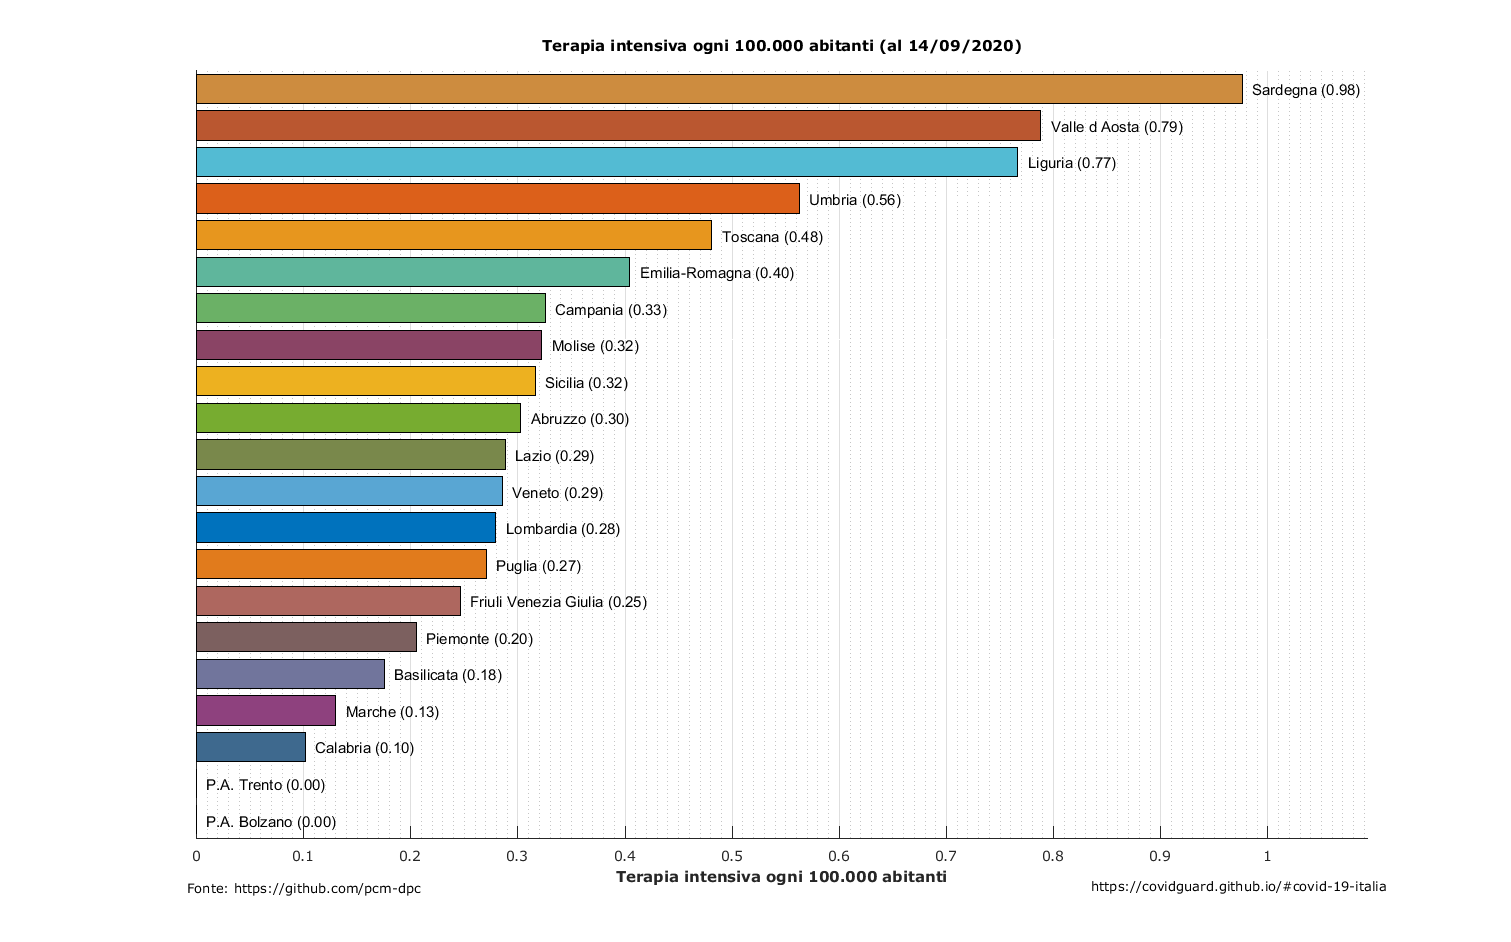 Terapia intensiva ogni 100.000 abitanti (al 14/09/2020)
Sardegna (0.98)
Valle d Aosta (0.79)
Liguria (0.77)
Umbria (0.56)
Toscana (0.48)
Emilia-Romagna (0.40)
Campania (0.33)
Molise (0.32)
Sicilia (0.32)
Abruzzo (0.30)
Lazio (0.29)
Veneto (0.29)
Lombardia (0.28)
Puglia (0.27)
Friuli Venezia Giulia (0.25)
Piemonte (0.20)
Basilicata (0.18)
Marche (0.13)
Calabria (0.10)
P.A. Trento (0.00)
P.A. Bolzano (0.00)
0 0.1 0.2 0.3 0.4 0.5 0.6 0.7 0.8 0.9 1
Terapia intensiva ogni 100.000 abitanti
Fonte: https://github.com/pcm-dpc
https://covidguard.github.io/#covid-19-italia